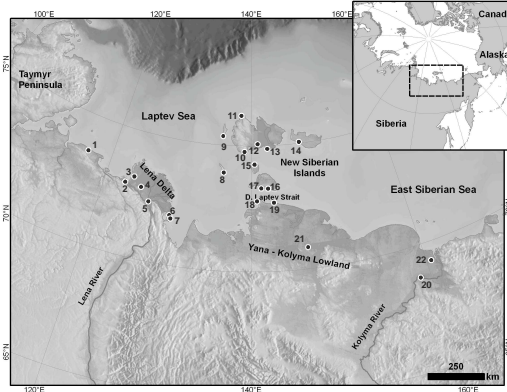 100°E
120°E
140°E
160°E
Canada
Alaska
Siberia
75°N
Taymyr
Peninsula
Laptev Sea
11
9
12
13
14
10
1
15
New Siberian
Islands
8
3
2
4
Lena Delta
17
16
East Siberian Sea
D. Laptev Strait
5
18
19
6
7
70°N
21
Yana - Kolyma Lowland
22
20
Lena River
Kolyma River
65°N
250
km
120°E
140°E
160°E